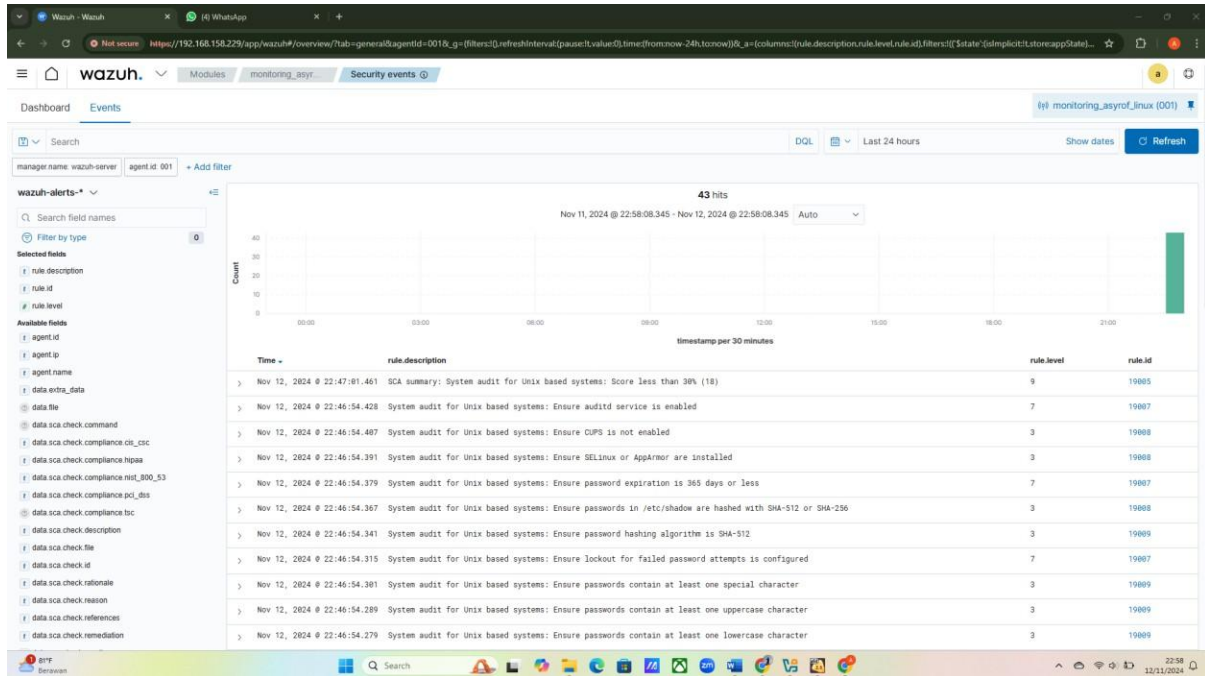 Wazuh - Wazuh
(4) WhatsApp
Not secure https://192.168.158.229/app/wazuh#/overview/?tab=general&agentId=001&_g=(filters:!(),refreshInterval:(pause:!t,value:0),time:(from:now-24h,to:now))&_a=(columns:!(rule.description,rule.level,rule.id),filters:!(('$state':(isImplicit:!t,store:appState)...
wazuh.
Modules
monitoring_asyr...
Security events
a
Dashboard
Events
monitoring_asyrof_linux (001)
Search
DQL
Last 24 hours
Show dates
Refresh
manager.name: wazuh-server
agent.id: 001
+ Add filter
wazuh-alerts-*
Search field names
Filter by type 0
Selected fields
t rule.description
t rule.id
# rule.level
Available fields
t agent.id
t agent.ip
t agent.name
t data.extra_data
data.file
data.sca.check.command
t data.sca.check.compliance.cis_csc
t data.sca.check.compliance.hipaa
t data.sca.check.compliance.nist_800_53
t data.sca.check.compliance.pci_dss
data.sca.check.compliance.tsc
t data.sca.check.description
t data.sca.check.file
t data.sca.check.id
t data.sca.check.rationale
t data.sca.check.reason
t data.sca.check.references
t data.sca.check.remediation
43 hits
Nov 11, 2024 @ 22:58:08.345 - Nov 12, 2024 @ 22:58:08.345 Auto
Count
40
30
20
10
0
00:00 03:00 06:00 09:00 12:00 15:00 18:00 21:00
timestamp per 30 minutes
Time rule.description rule.level rule.id
Nov 12, 2024 @ 22:47:01.461 SCA summary: System audit for Unix based systems: Score less than 30% (18) 9 19005
Nov 12, 2024 @ 22:46:54.428 System audit for Unix based systems: Ensure auditd service is enabled 7 19007
Nov 12, 2024 @ 22:46:54.407 System audit for Unix based systems: Ensure CUPS is not enabled 3 19008
Nov 12, 2024 @ 22:46:54.391 System audit for Unix based systems: Ensure SELinux or AppArmor are installed 3 19008
Nov 12, 2024 @ 22:46:54.379 System audit for Unix based systems: Ensure password expiration is 365 days or less 7 19007
Nov 12, 2024 @ 22:46:54.367 System audit for Unix based systems: Ensure passwords in /etc/shadow are hashed with SHA-512 or SHA-256 3 19008
Nov 12, 2024 @ 22:46:54.341 System audit for Unix based systems: Ensure password hashing algorithm is SHA-512 3 19009
Nov 12, 2024 @ 22:46:54.315 System audit for Unix based systems: Ensure lockout for failed password attempts is configured 7 19007
Nov 12, 2024 @ 22:46:54.301 System audit for Unix based systems: Ensure passwords contain at least one special character 3 19009
Nov 12, 2024 @ 22:46:54.289 System audit for Unix based systems: Ensure passwords contain at least one uppercase character 3 19009
Nov 12, 2024 @ 22:46:54.279 System audit for Unix based systems: Ensure passwords contain at least one lowercase character 3 19009
81°F
Berawan
Search
zm
22:58
12/11/2024